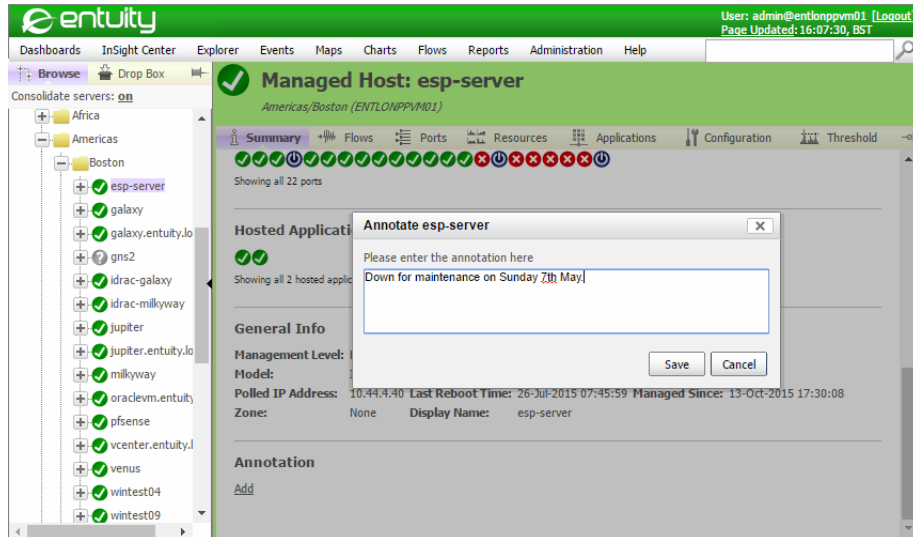 entuity
User: admin@entlonppvm01 [Logout]
Page Updated: 16:07:30, BST
Dashboards InSight Center Explorer Events Maps Charts Flows Reports Administration Help
Browse Drop Box
Consolidate servers: on
Africa
Americas
Boston
esp-server
galaxy
galaxy.entuity.lo
gns2
idrac-galaxy
idrac-milkyway
jupiter
jupiter.entuity.lo
milkyway
oraclevm.entuity
pfsense
vcenter.entuity.l
venus
wintest04
wintest09
Managed Host: esp-server
Americas/Boston (ENTLONPPVM01)
Summary Flows Ports Resources Applications Configuration Threshold
Showing all 22 ports
Hosted Applicati
Showing all 2 hosted applic
Annotate esp-server
Please enter the annotation here
Down for maintenance on Sunday 7th May.
Save Cancel
General Info
Management Level:
Model:
Polled IP Address: 10.44.4.40 Last Reboot Time: 26-Jul-2015 07:45:59 Managed Since: 13-Oct-2015 17:30:08
Zone: None Display Name: esp-server
Annotation
Add